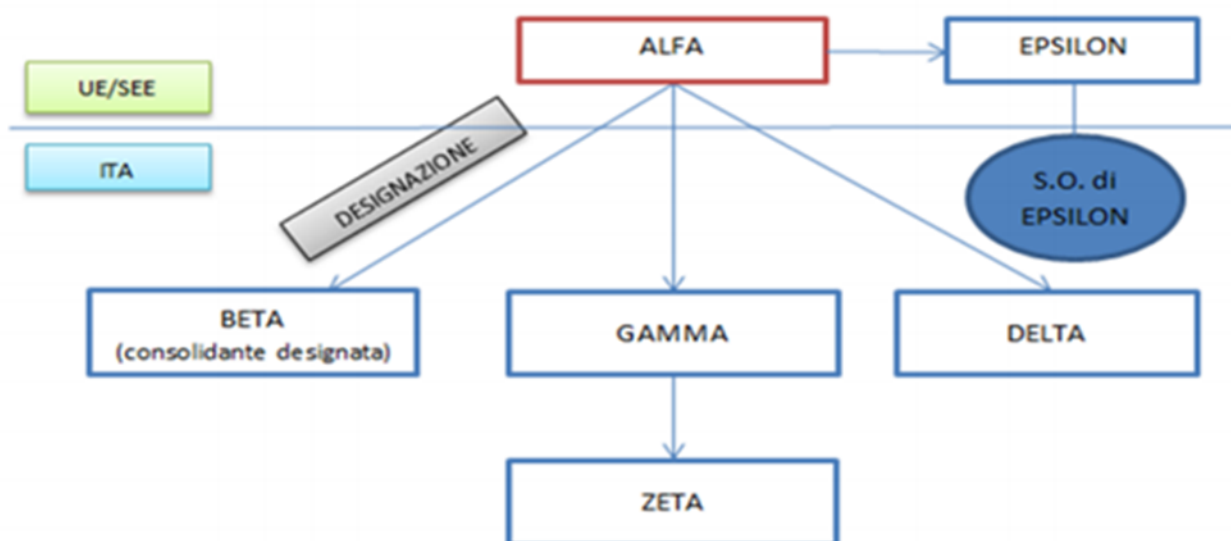 ALFA
EPSILON
UE/SEE
DESIGNAZIONE
ITA
S.O. di
EPSILON
BETA
(consolidante designata)
GAMMA
DELTA
ZETA